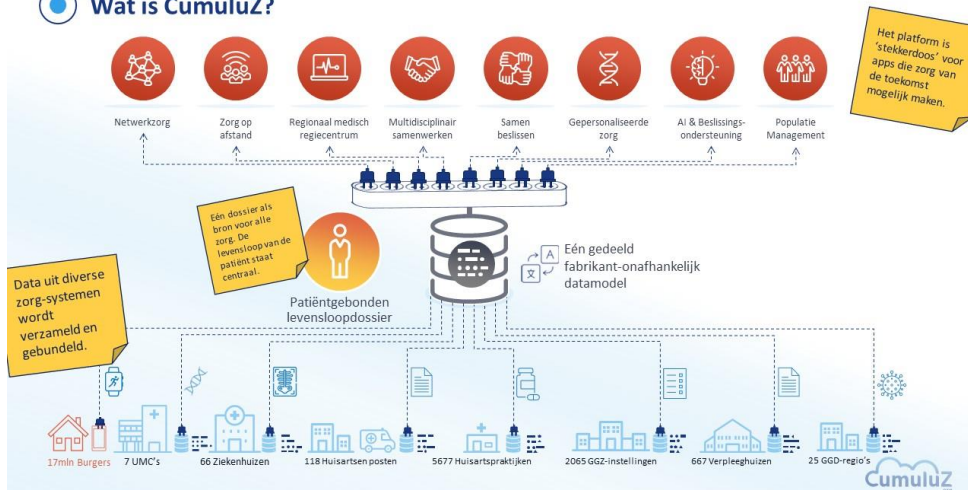 Wat is CumuluZ?
Het platform is
'stekkerdoos' voor
apps die zorg van
de toekomst
mogelijk maken.
Netwerkzorg
Zorg op
afstand
Regionaal medisch
regiecentrum
Multidisciplinair
samenwerken
Samen
beslissen
Gepersonaliseerde
zorg
AI & Beslissings-
ondersteuning
Populatie
Management
Eén dossier als
bron voor alle
zorg. De
levensloop van de
patiënt staat
centraal.
A
文
Eén gedeeld
fabrikant-onafhankelijk
datamodel
Patiëntgebonden
levensloopdossier
Data uit diverse
zorg-systemen
wordt
verzameld en
gebundeld.
17mln Burgers
7 UMC's
66 Ziekenhuizen
118 Huisartsen posten
5677 Huisartspraktijken
2065 GGZ-instellingen
667 Verpleeghuizen
25 GGD-regio's
CumuluZ